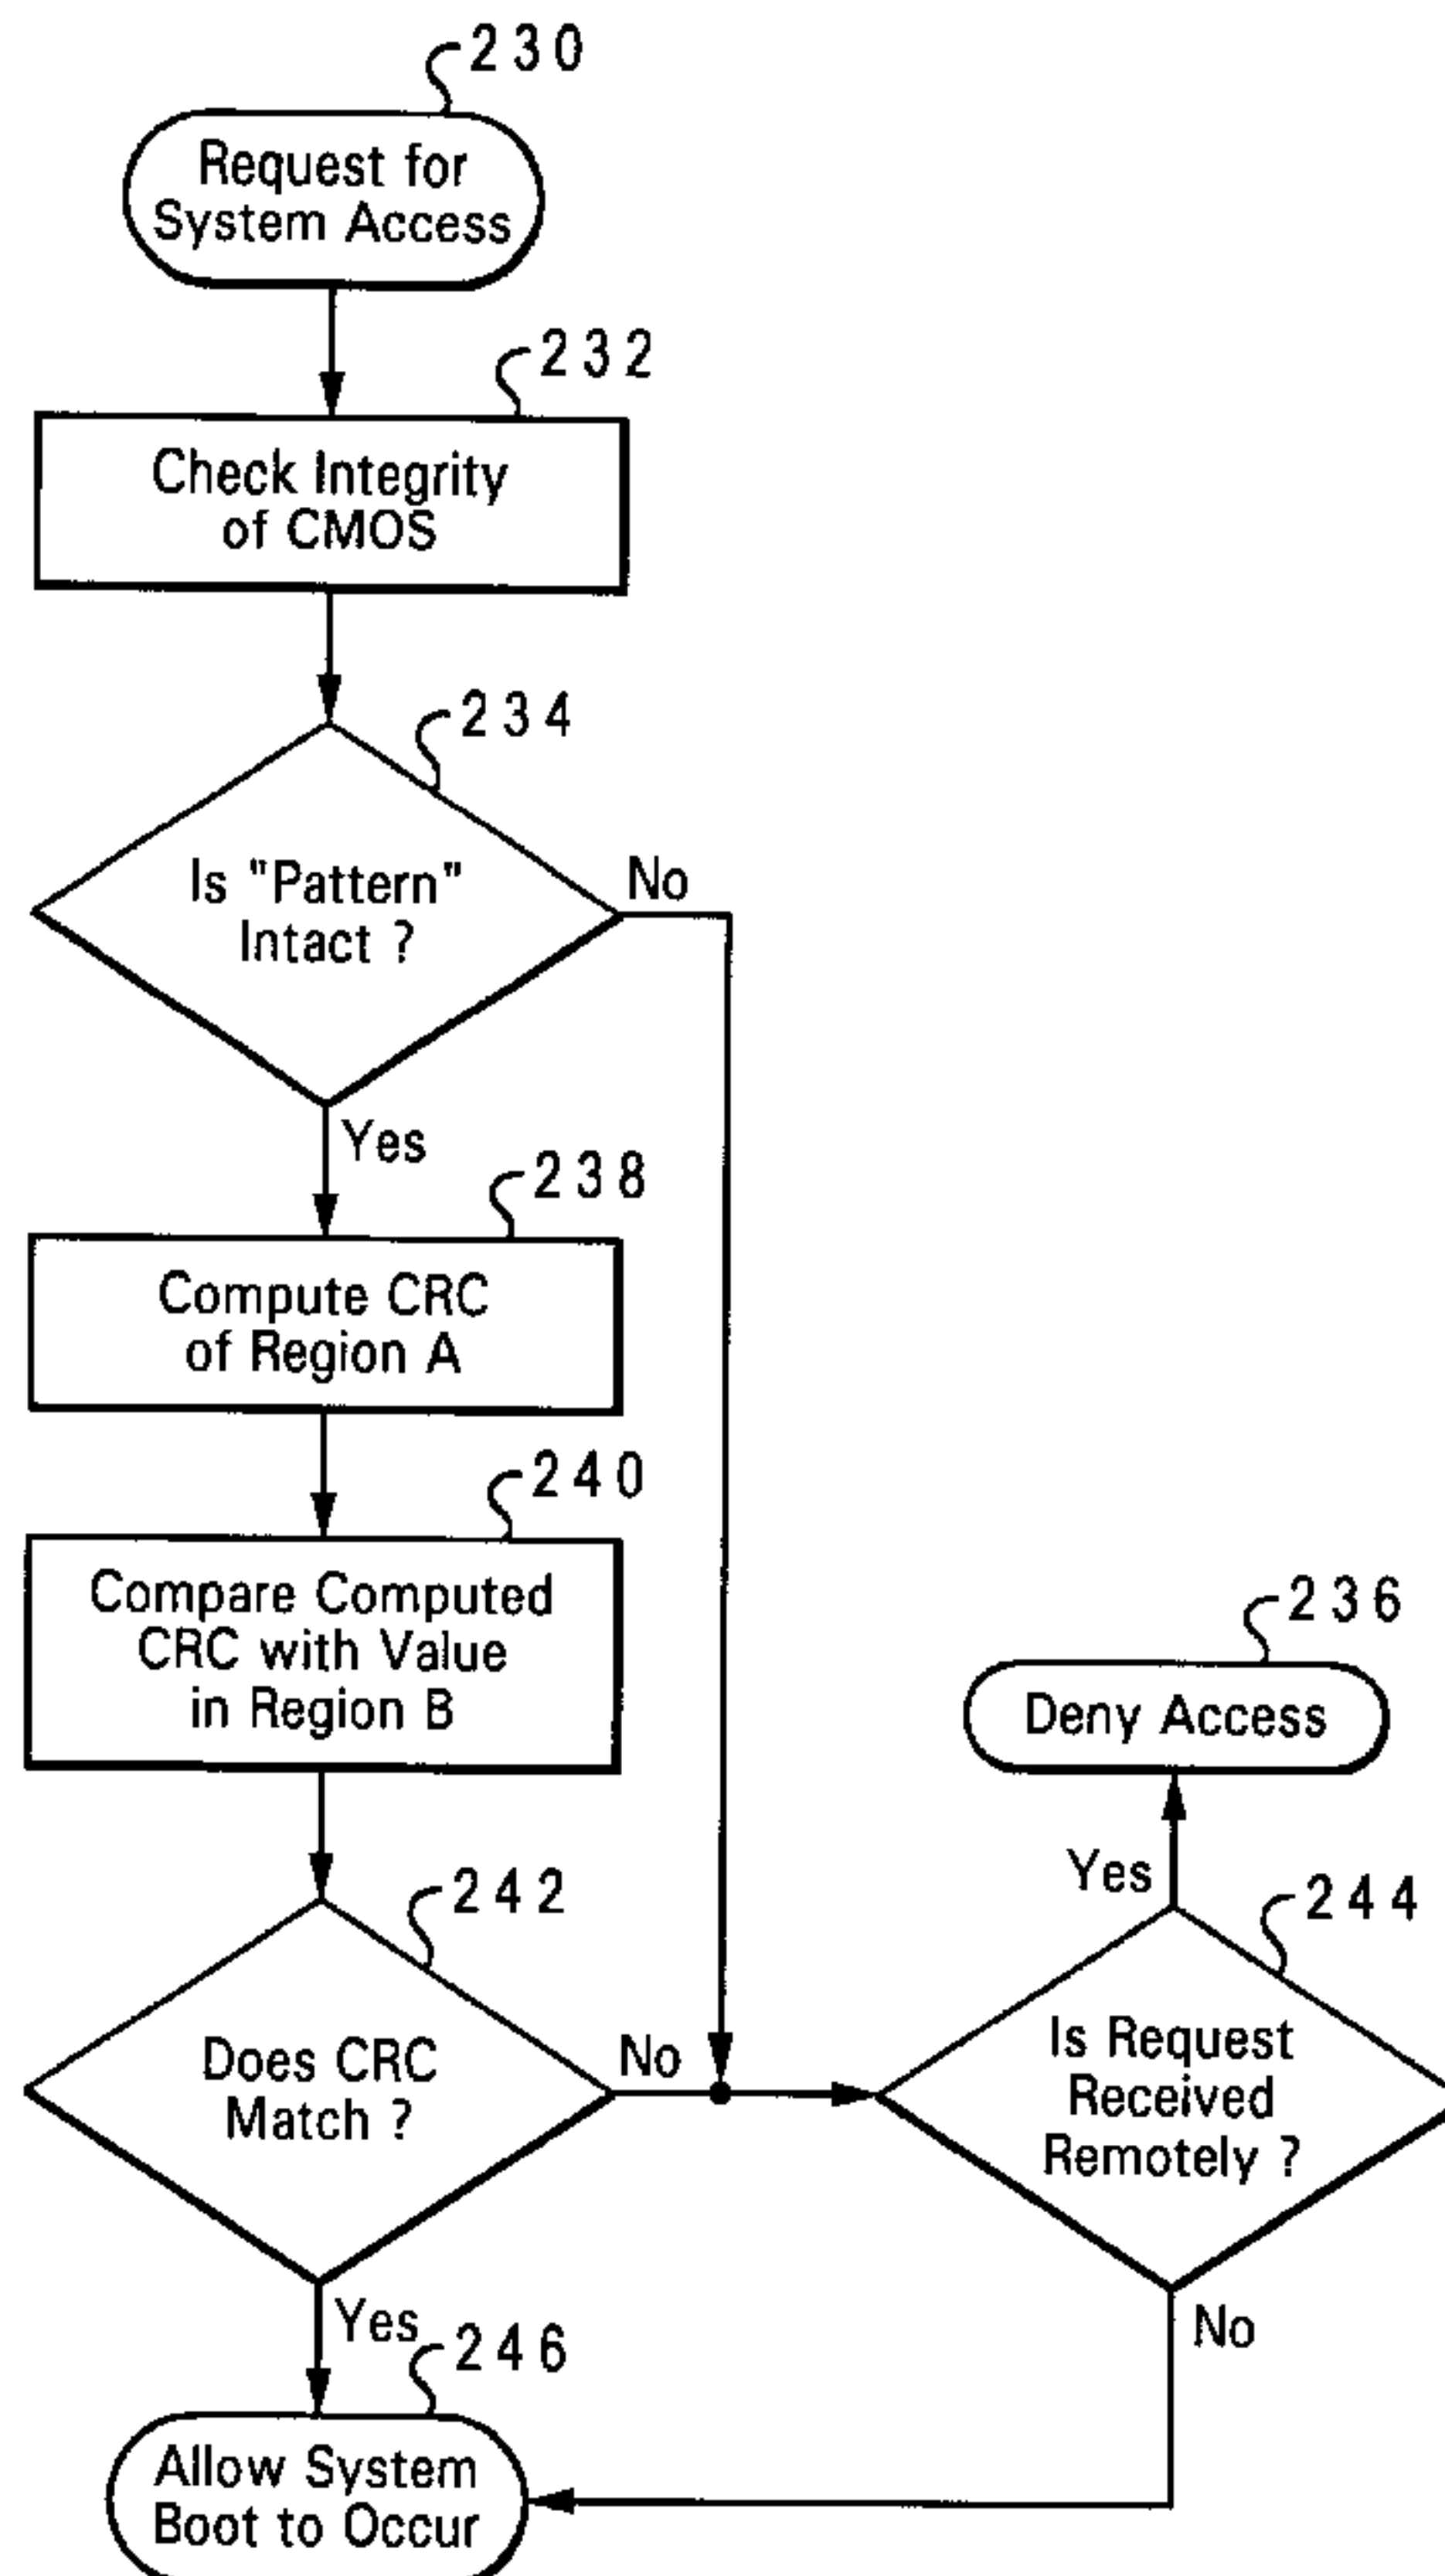 230
Request for
System Access
232
Check Integrity
of CMOS
234
Is "Pattern"
Intact ?
No
Yes
238
Compute CRC
of Region A
240
Compare Computed
CRC with Value
in Region B
236
Deny Access
Yes
242
244
Does CRC
Match ?
No
Is Request
Received
Remotely ?
Yes
No
246
Allow System
Boot to Occur